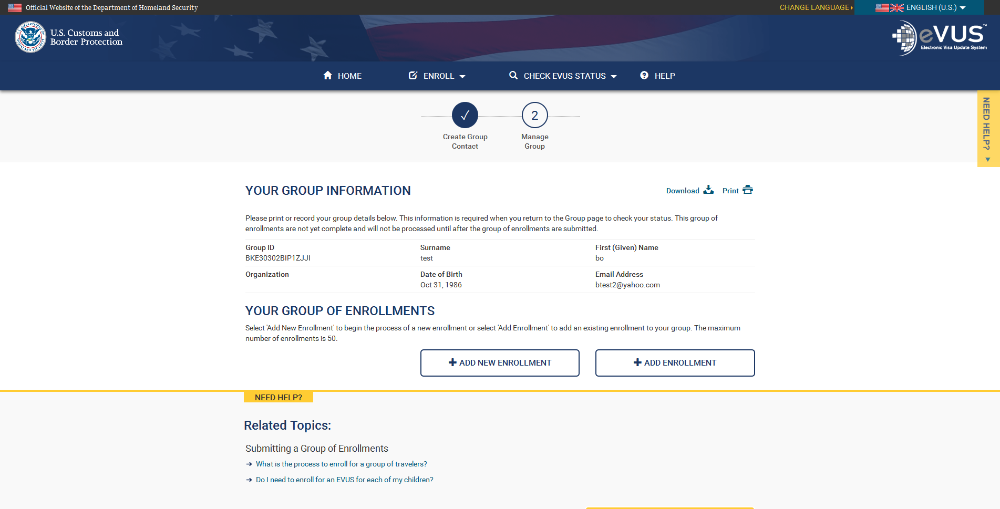 Official Website of the Department of Homeland Security
CHANGE LANGUAGE
ENGLISH (U.S.)
U.S. Customs and
Border Protection
eVUS™
Electronic Visa Update System
HOME
ENROLL
CHECK EVUS STATUS
HELP
NEED HELP?
2
Create Group
Contact
Manage
Group
YOUR GROUP INFORMATION
Download
Print
Please print or record your group details below. This information is required when you return to the Group page to check your status. This group of
enrollments are not yet complete and will not be processed until after the group of enrollments are submitted.
Group ID
BKE30302BIP1ZJJI
Surname
test
First (Given) Name
bo
Organization
Date of Birth
Oct 31, 1986
Email Address
btest2@yahoo.com
YOUR GROUP OF ENROLLMENTS
Select 'Add New Enrollment' to begin the process of a new enrollment or select 'Add Enrollment' to add an existing enrollment to your group. The maximum
number of enrollments is 50.
ADD NEW ENROLLMENT
ADD ENROLLMENT
NEED HELP?
Related Topics:
Submitting a Group of Enrollments
What is the process to enroll for a group of travelers?
Do I need to enroll for an EVUS for each of my children?